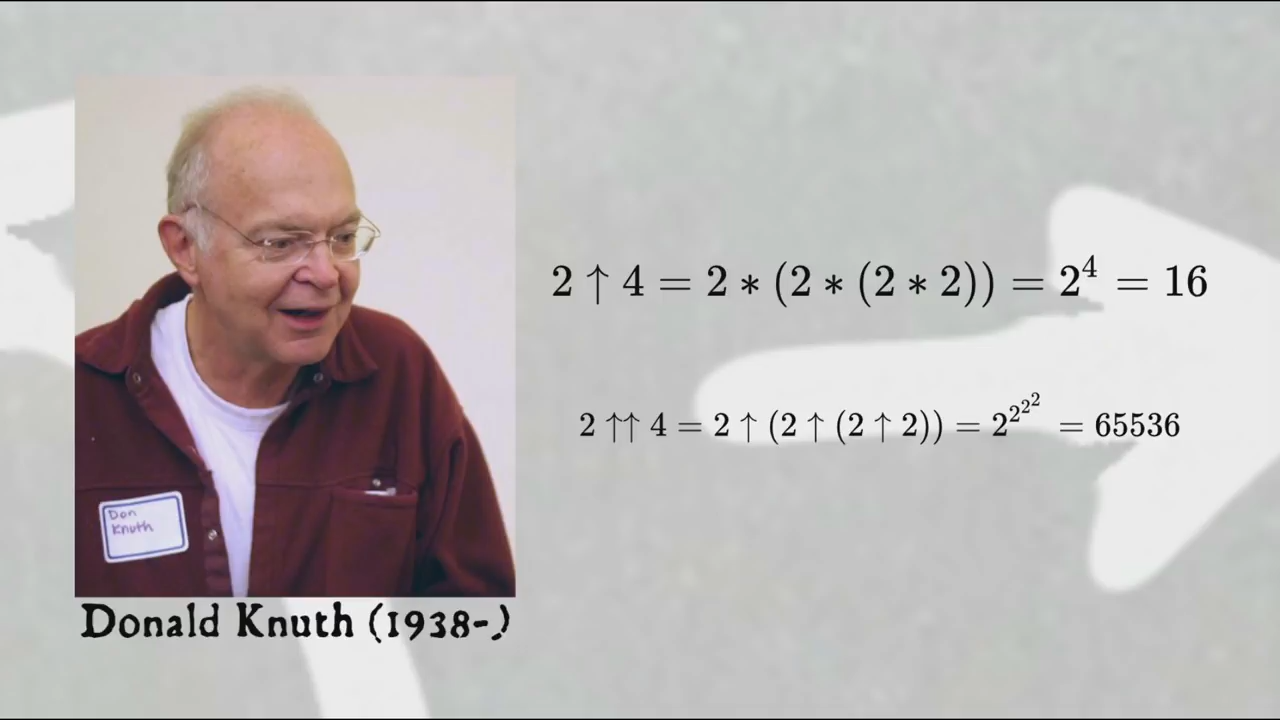 2 ↑ 4 = 2 * (2 * (2 * 2)) = 2⁴ = 16
2 ↑↑ 4 = 2 ↑ (2 ↑ (2 ↑ 2)) = 2^{2^{2^{2}}} = 65536
Don
Knuth
Donald Knuth (1938-)